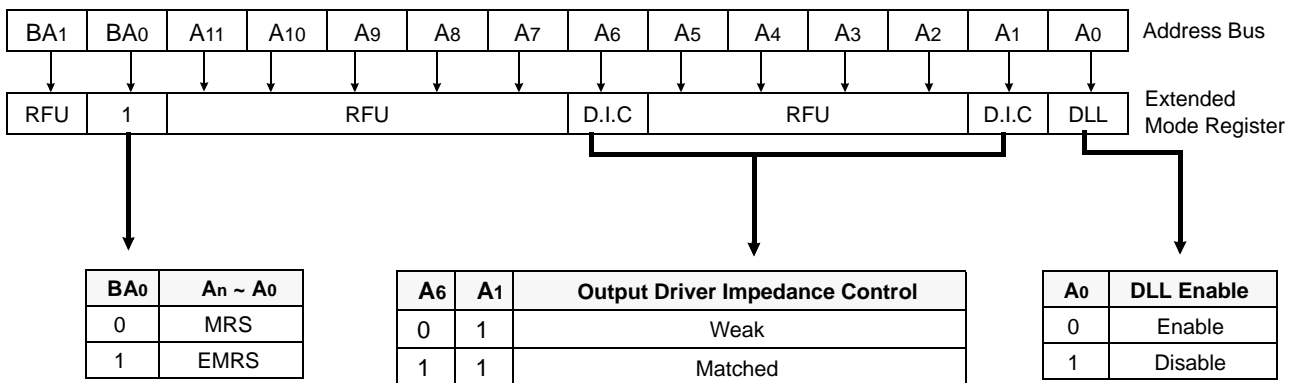 BA1 BA0 A11 A10 A9 A8 A7 A6 A5 A4 A3 A2 A1 A0 Address Bus
RFU 1 RFU D.I.C RFU D.I.C DLL Extended
Mode Register
BA0 An ~ A0
0 MRS
1 EMRS
A6 A1 Output Driver Impedance Control
0 1 Weak
1 1 Matched
A0 DLL Enable
0 Enable
1 Disable